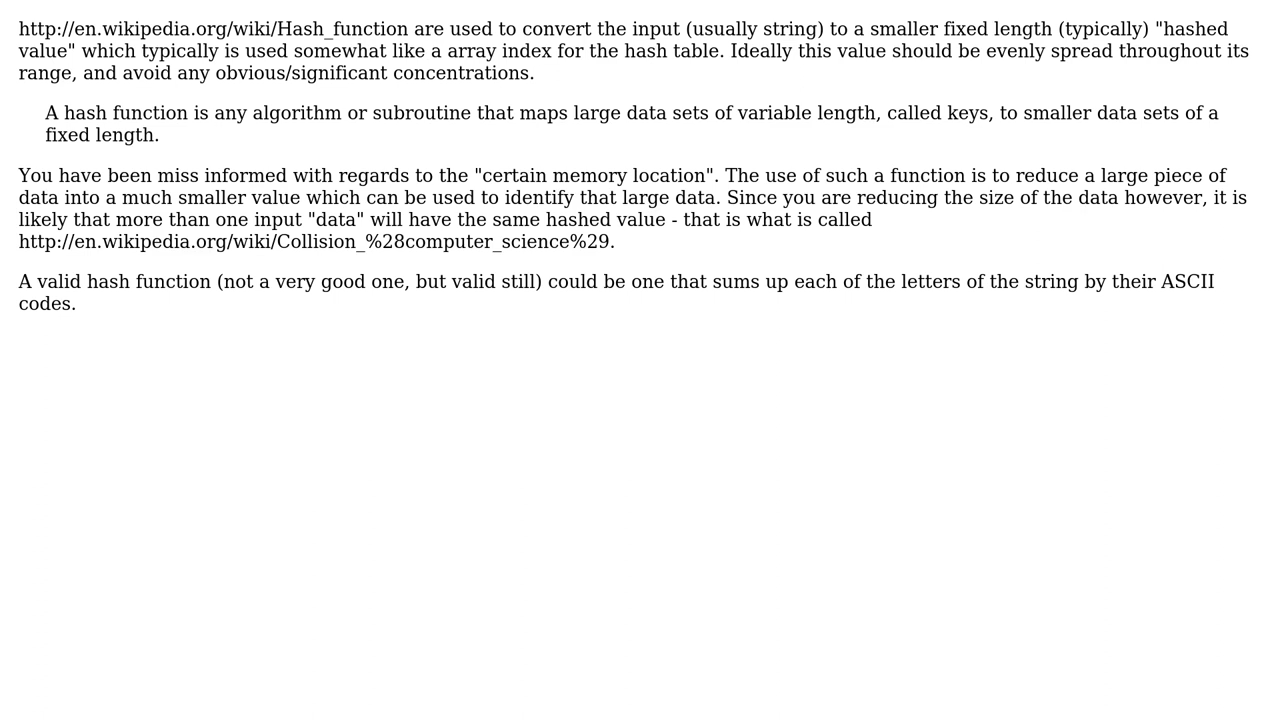 http://en.wikipedia.org/wiki/Hash_function are used to convert the input (usually string) to a smaller fixed length (typically) "hashed
value" which typically is used somewhat like a array index for the hash table. Ideally this value should be evenly spread throughout its
range, and avoid any obvious/significant concentrations.
A hash function is any algorithm or subroutine that maps large data sets of variable length, called keys, to smaller data sets of a
fixed length.
You have been miss informed with regards to the "certain memory location". The use of such a function is to reduce a large piece of
data into a much smaller value which can be used to identify that large data. Since you are reducing the size of the data however, it is
likely that more than one input "data" will have the same hashed value - that is what is called
http://en.wikipedia.org/wiki/Collision_%28computer_science%29.
A valid hash function (not a very good one, but valid still) could be one that sums up each of the letters of the string by their ASCII
codes.